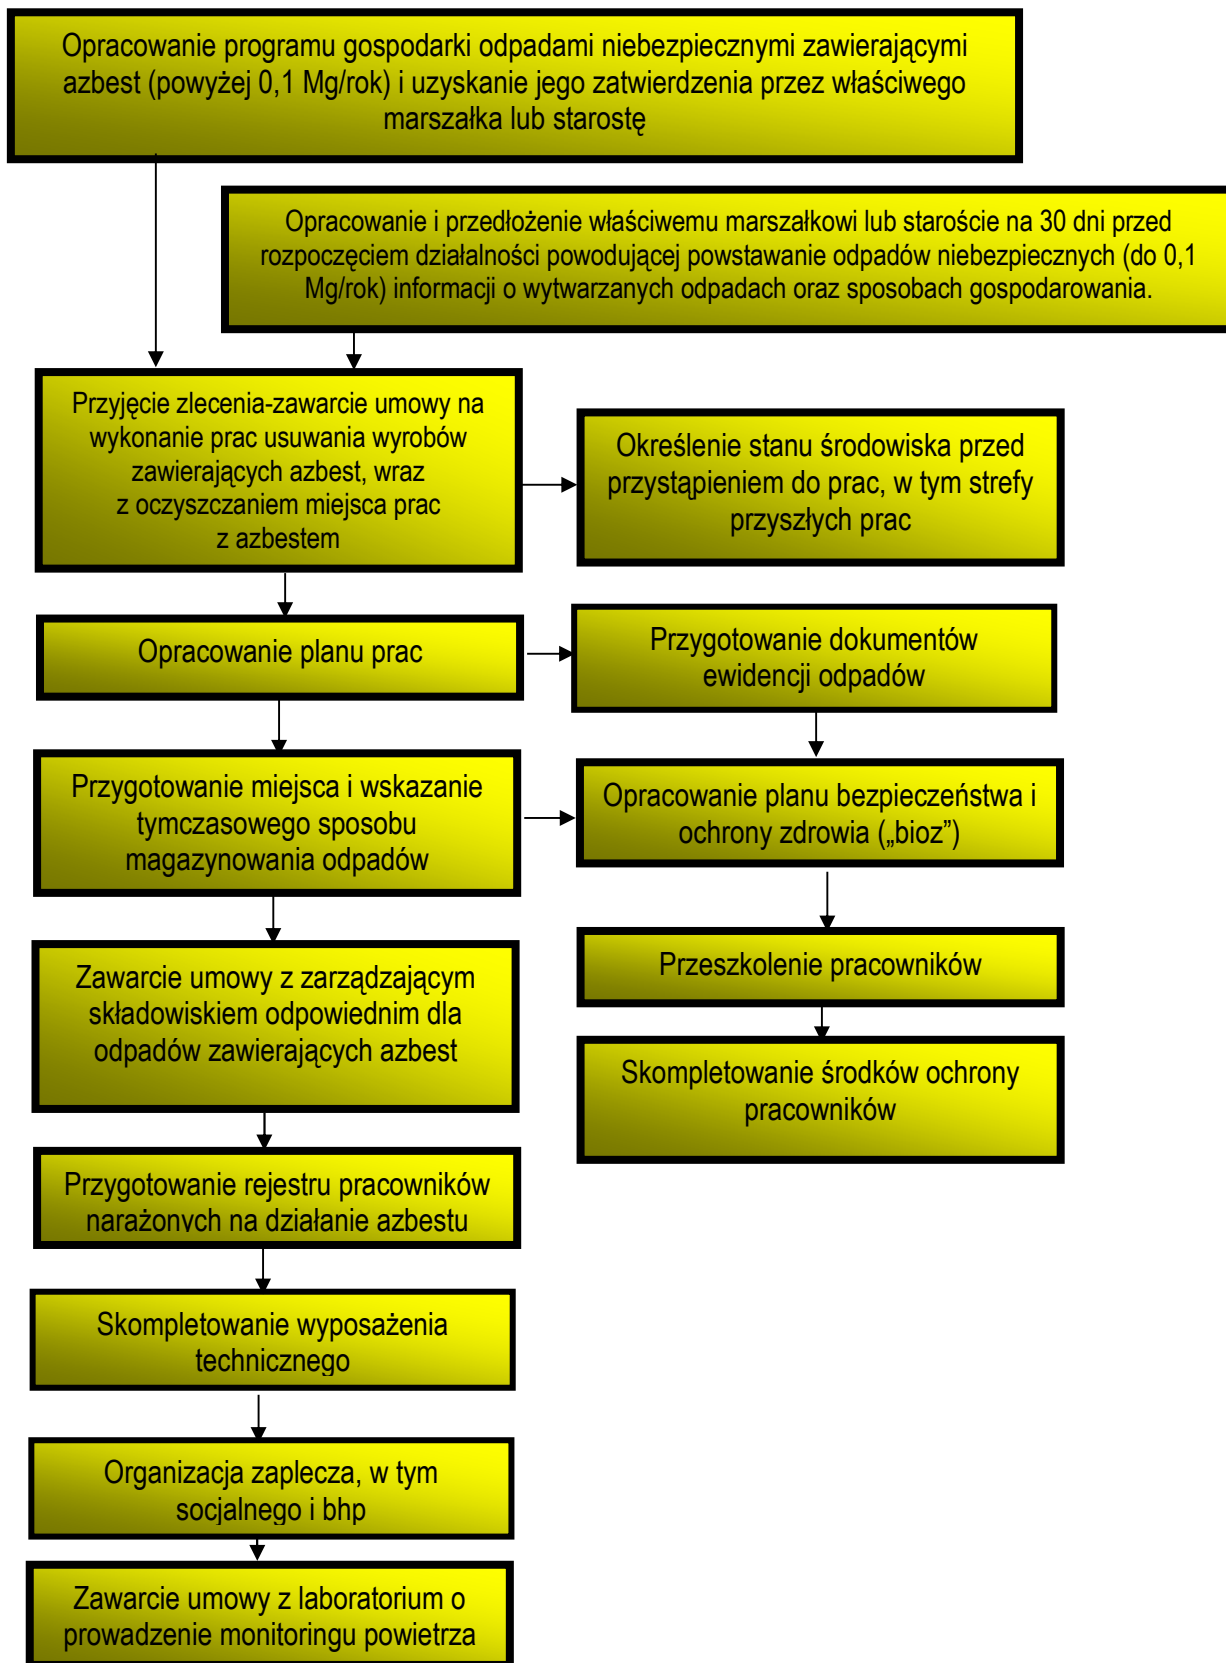 Opracowanie programu gospodarki odpadami niebezpiecznymi zawierającymi
azbest (powyżej 0,1 Mg/rok) i uzyskanie jego zatwierdzenia przez właściwego
marszałka lub starostę
Opracowanie i przedłożenie właściwemu marszałkowi lub staroście na 30 dni przed
rozpoczęciem działalności powodującej powstawanie odpadów niebezpiecznych (do 0,1
Mg/rok) informacji o wytwarzanych odpadach oraz sposobach gospodarowania.
Przyjęcie zlecenia-zawarcie umowy na
wykonanie prac usuwania wyrobów
zawierających azbest, wraz
z oczyszczaniem miejsca prac
z azbestem
Określenie stanu środowiska przed
przystąpieniem do prac, w tym strefy
przyszłych prac
Opracowanie planu prac
Przygotowanie dokumentów
ewidencji odpadów
Przygotowanie miejsca i wskazanie
tymczasowego sposobu
magazynowania odpadów
Opracowanie planu bezpieczeństwa i
ochrony zdrowia („bioz”)
Zawarcie umowy z zarządzającym
składowiskiem odpowiednim dla
odpadów zawierających azbest
Przeszkolenie pracowników
Skompletowanie środków ochrony
pracowników
Przygotowanie rejestru pracowników
narażonych na działanie azbestu
Skompletowanie wyposażenia
technicznego
Organizacja zaplecza, w tym
socjalnego i bhp
Zawarcie umowy z laboratorium o
prowadzenie monitoringu powietrza